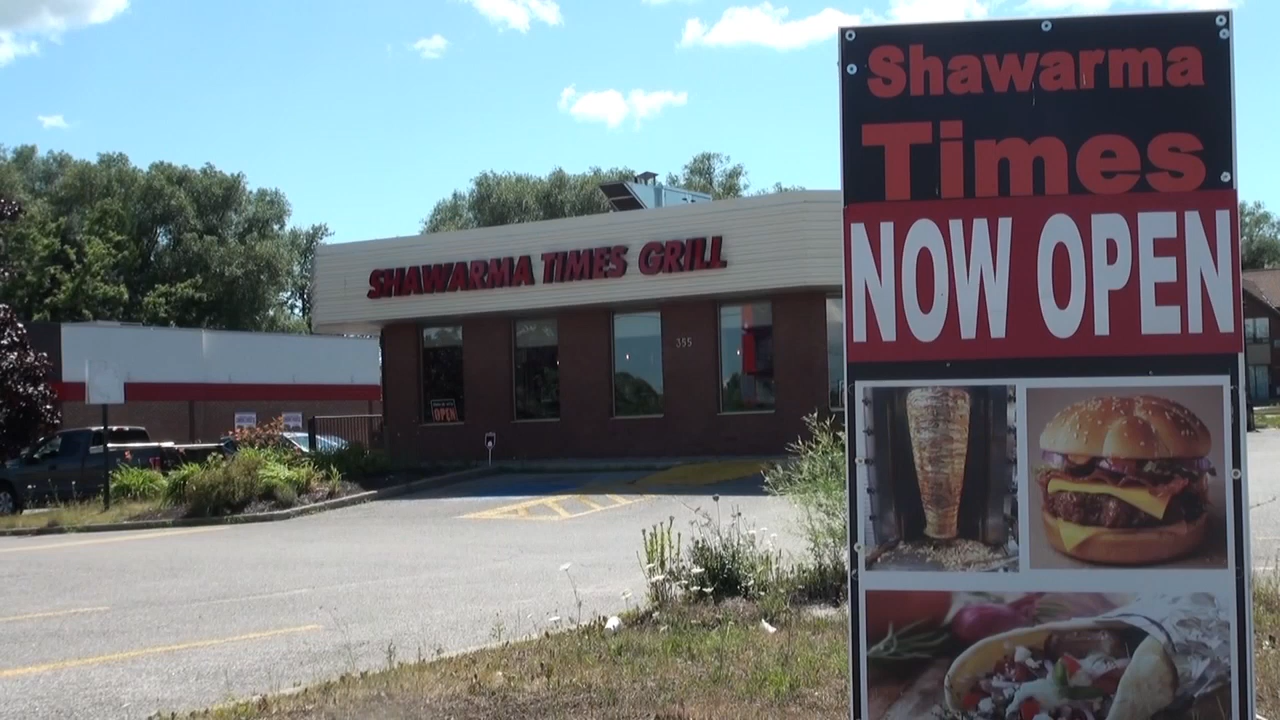 Shawarma
Times
NOW OPEN
SHAWARMA TIMES GRILL
355
OPEN